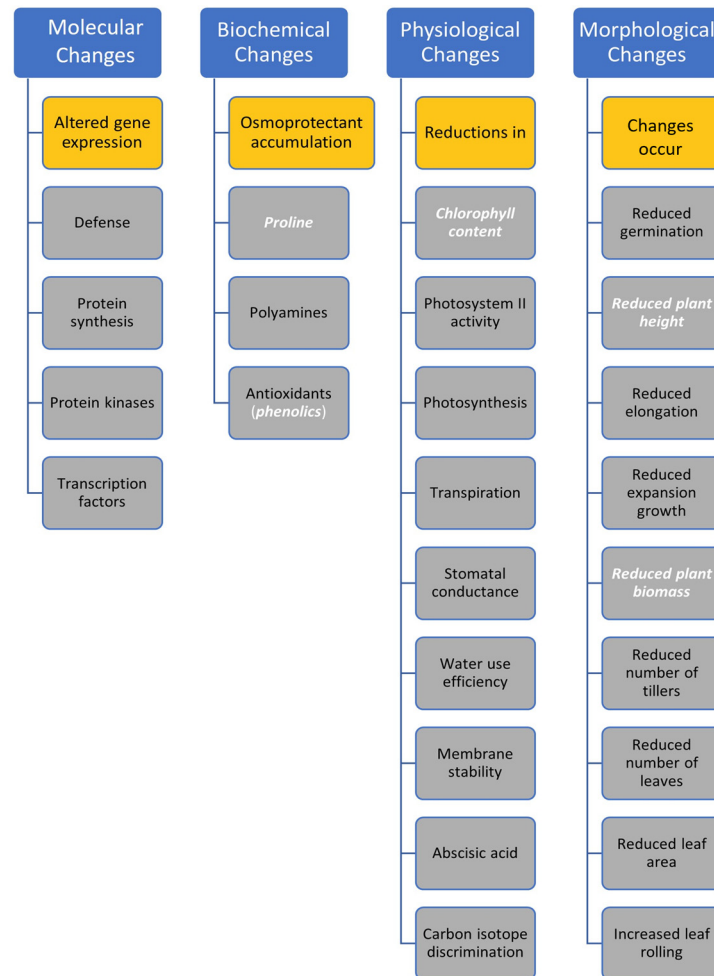 Molecular
Changes
Altered gene
expression
Defense
Protein
synthesis
Protein kinases
Transcription
factors
Biochemical
Changes
Osmoprotectant
accumulation
Proline
Polyamines
Antioxidants
(phenolics)
Physiological
Changes
Reductions in
Chlorophyll
content
Photosystem II
activity
Photosynthesis
Transpiration
Stomatal
conductance
Water use
efficiency
Membrane
stability
Abscisic acid
Carbon isotope
discrimination
Morphological
Changes
Changes
occur
Reduced
germination
Reduced plant
height
Reduced
elongation
Reduced
expansion
growth
Reduced plant
biomass
Reduced
number of
tillers
Reduced
number of
leaves
Reduced leaf
area
Increased leaf
rolling